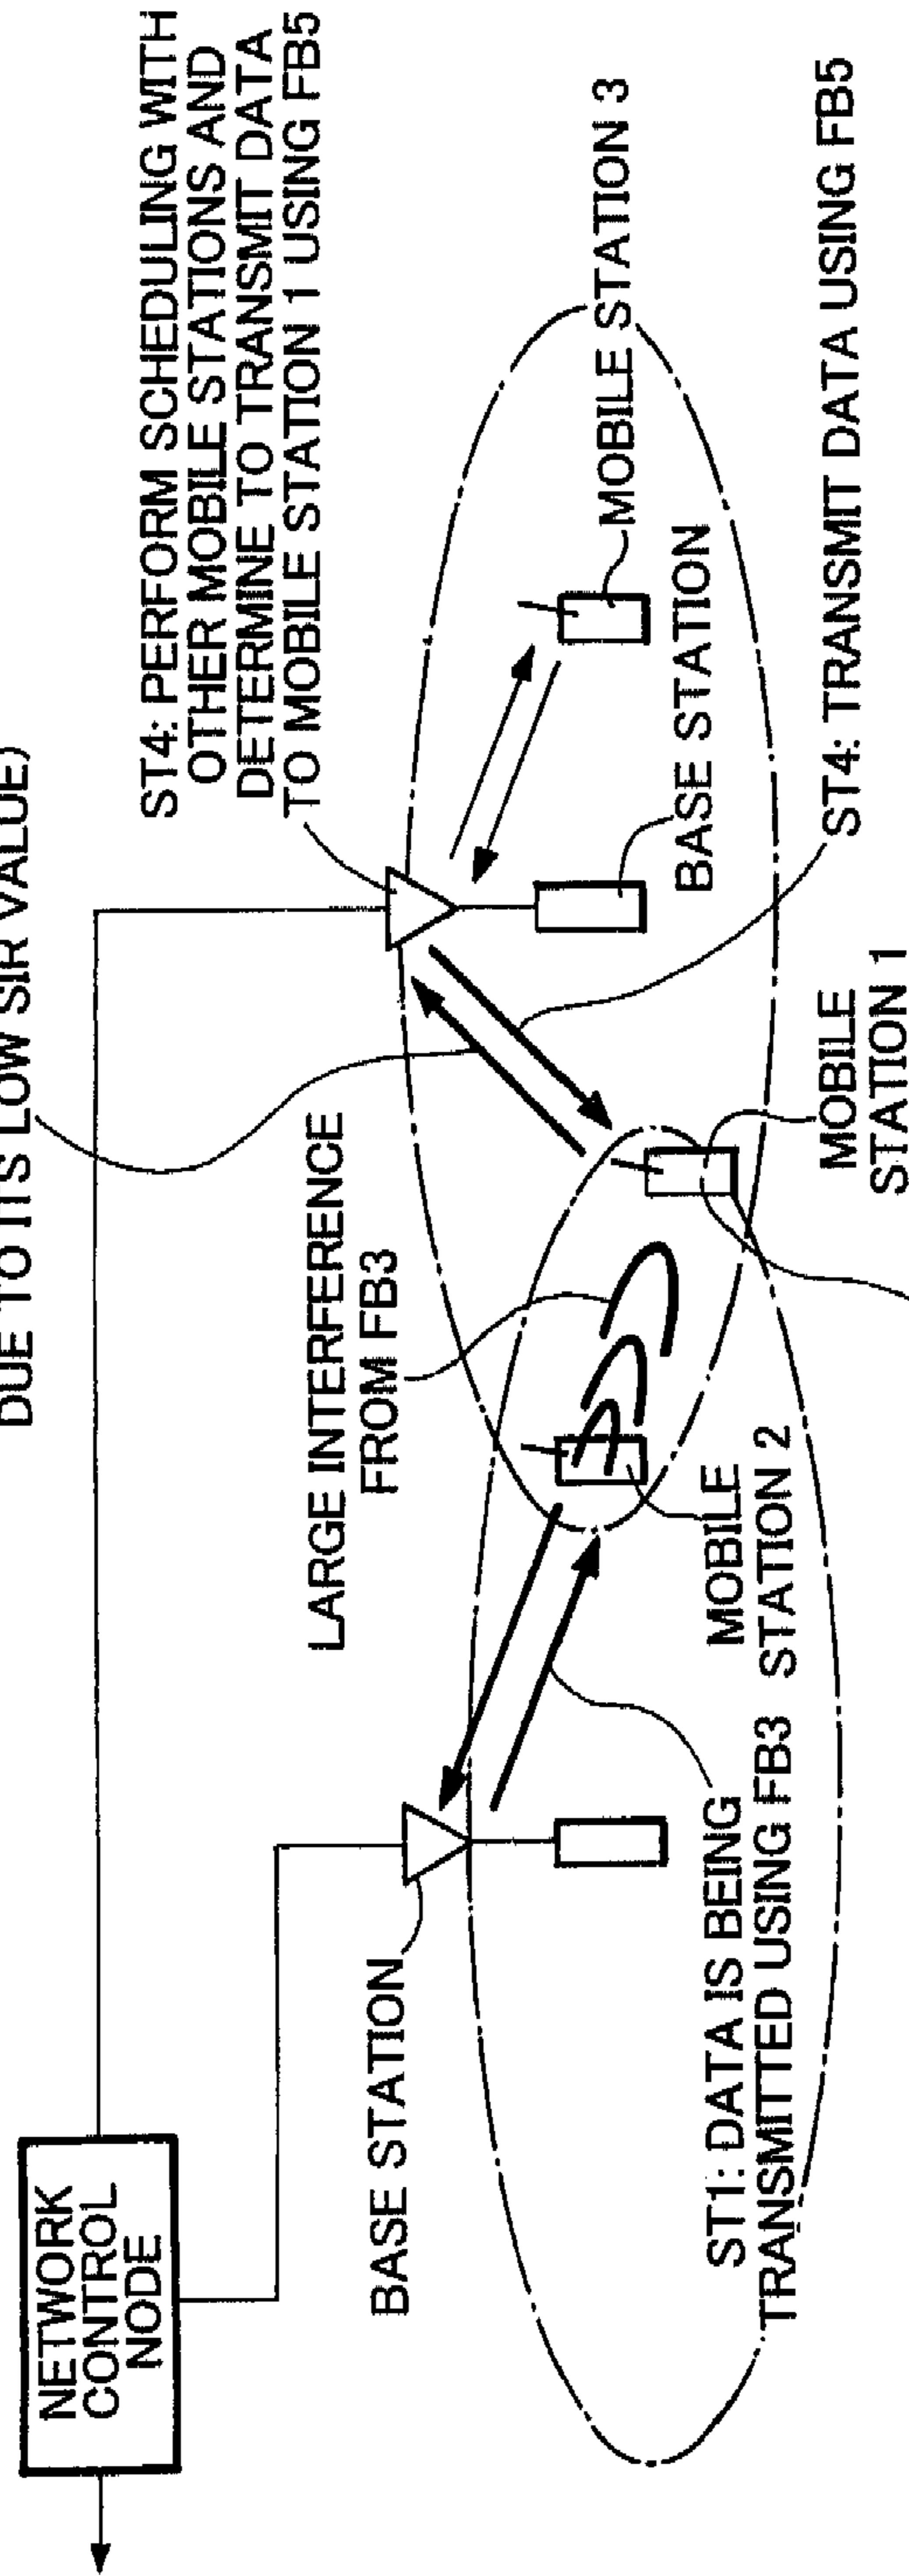 DUE TO ITS LOW SIR VALUE)
ST4: PERFORM SCHEDULING WITH
OTHER MOBILE STATIONS AND
DETERMINE TO TRANSMIT DATA
TO MOBILE STATION 1 USING FB5
NETWORK
CONTROL
NODE
BASE STATION
LARGE INTERFERENCE
FROM FB3
MOBILE STATION 3
BASE STATION
ST1: DATA IS BEING
TRANSMITTED USING FB3
MOBILE
STATION 2
MOBILE
STATION 1
ST4: TRANSMIT DATA USING FB5